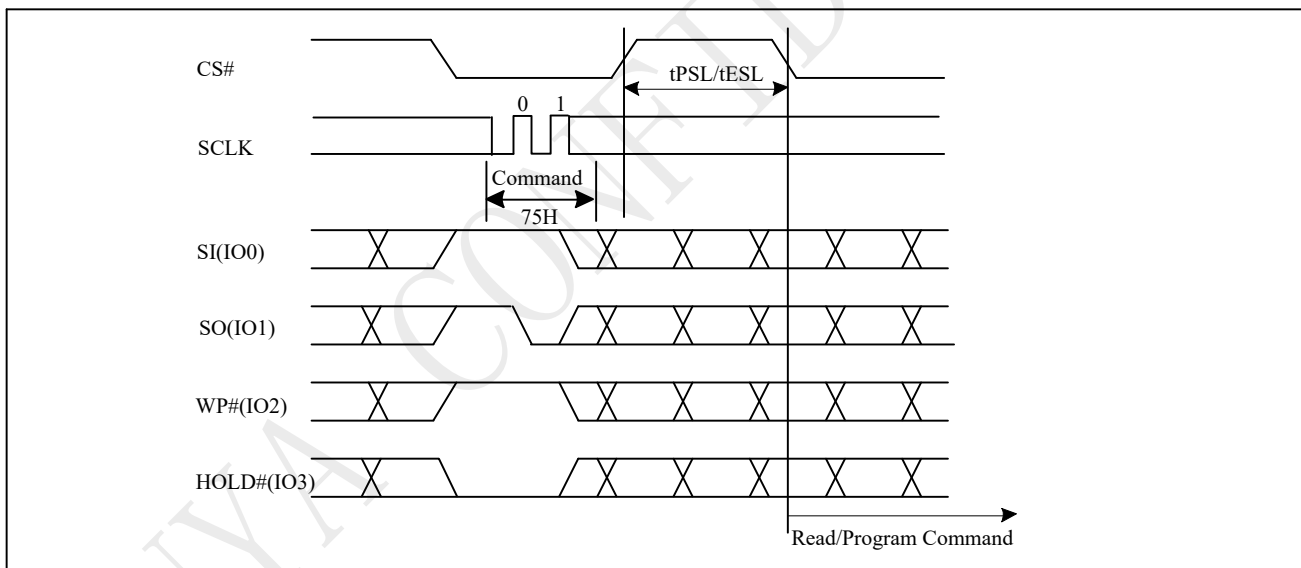 CS#
tPSL/tESL
0 1
SCLK
Command
75H
SI(IO0)
SO(IO1)
WP#(IO2)
HOLD#(IO3)
Read/Program Command